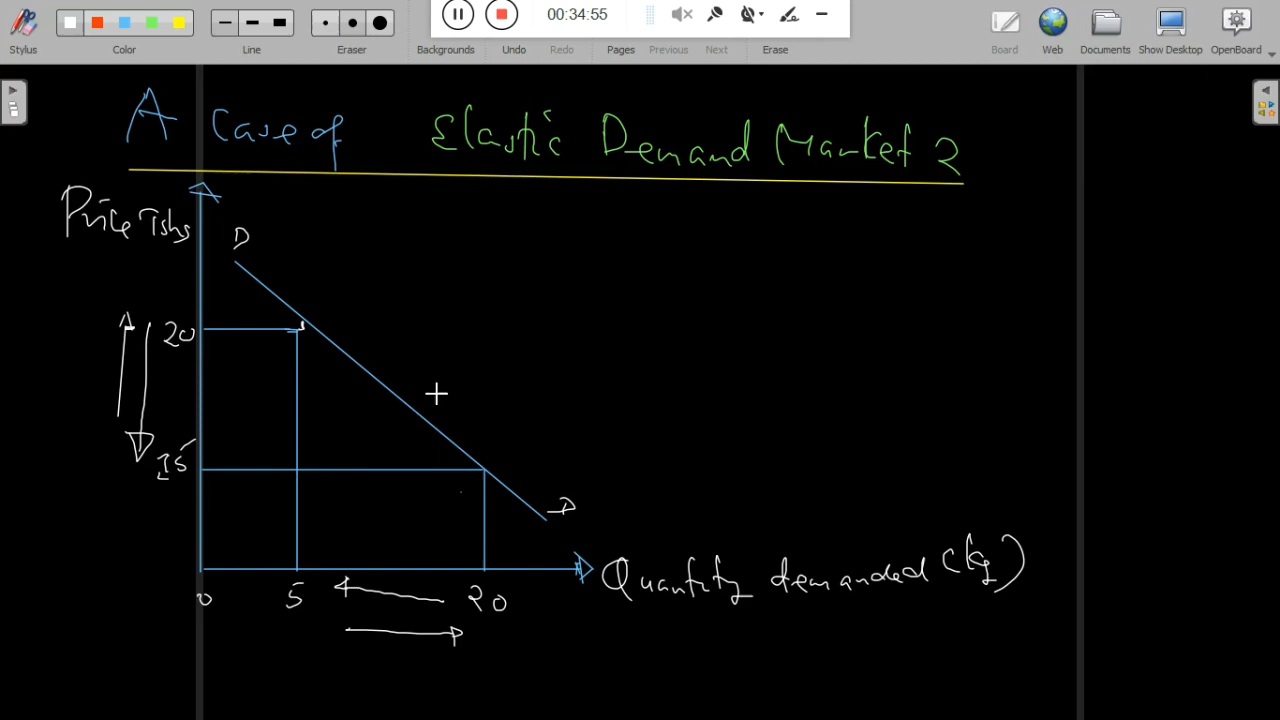 00:34:55
Stylus Color Line Eraser Backgrounds Undo Redo Pages Previous Next Erase Board Web Documents Show Desktop OpenBoard
A Case of Elastic Demand Market 2
Price Tshs
D
20
15
D
Quantity demanded (kg)
0 5 20